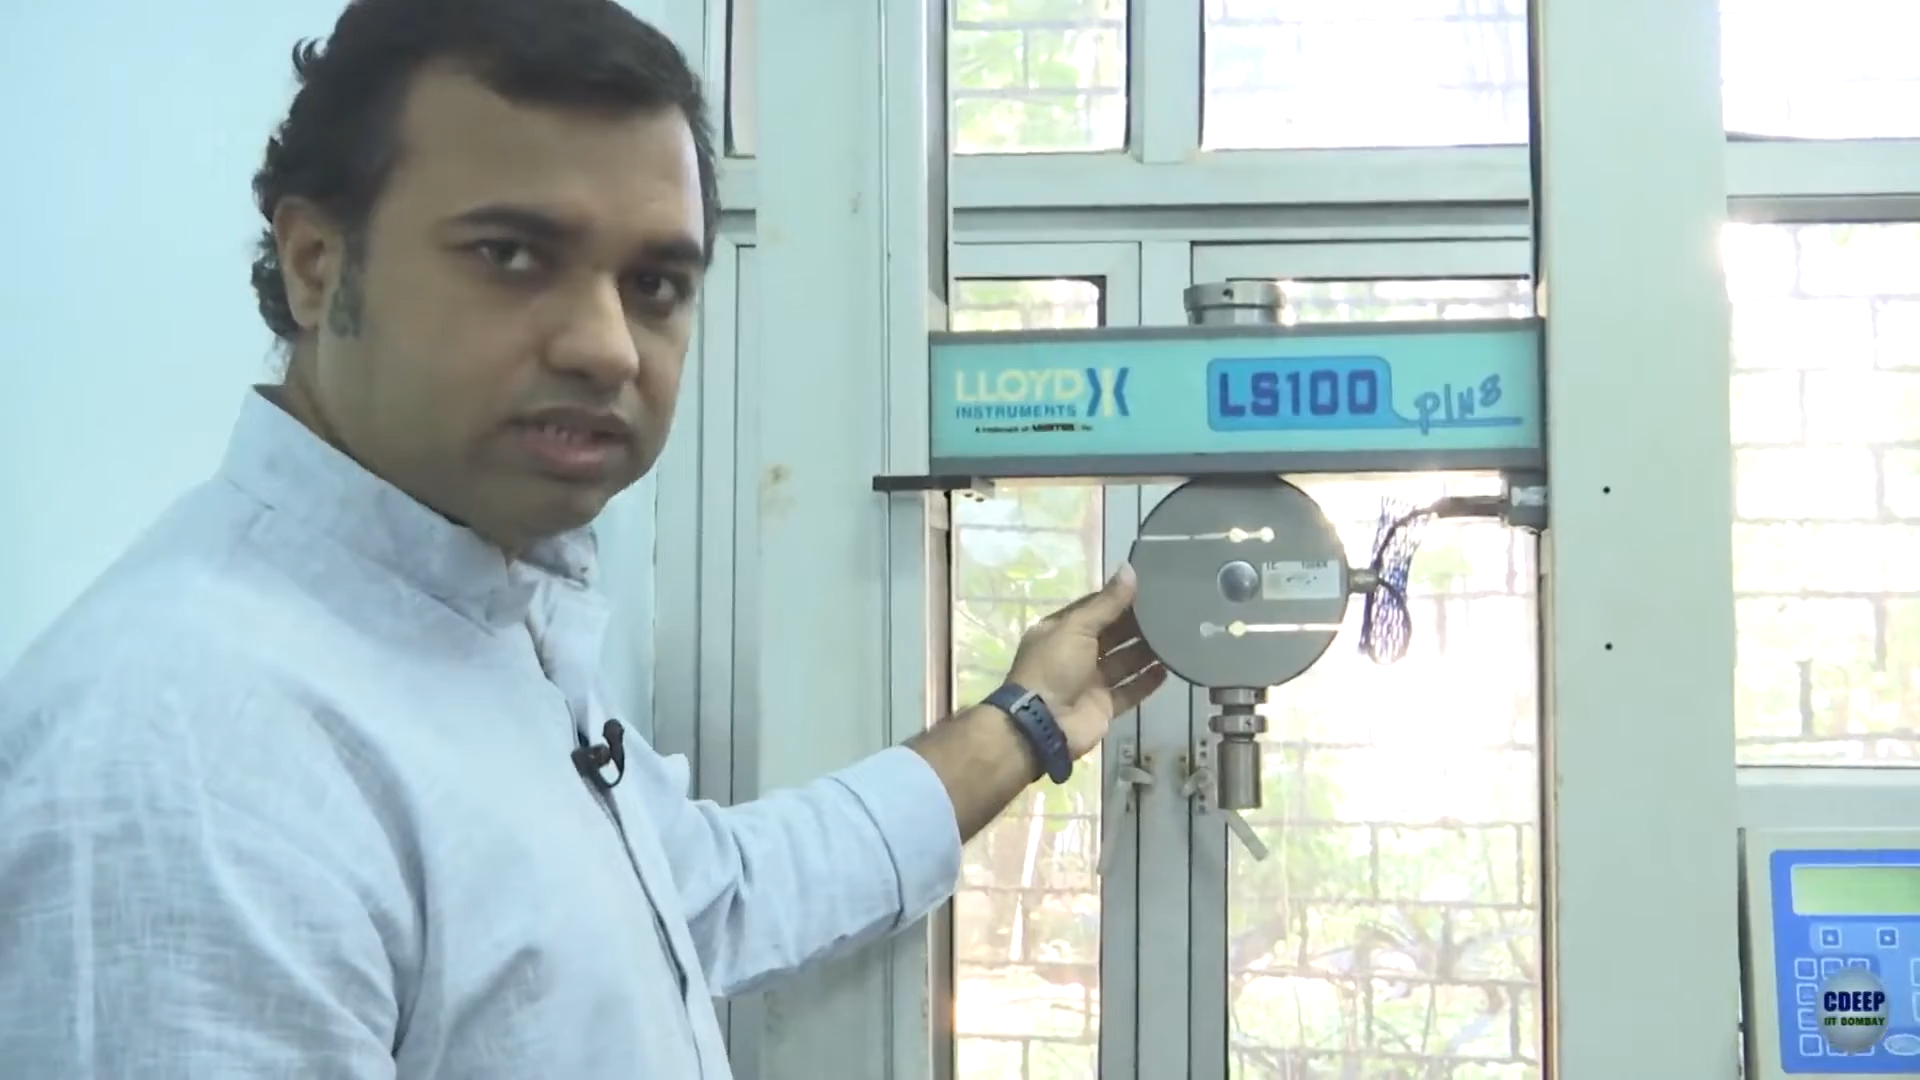 LLOYD
INSTRUMENTS
LS100
plus
CDEEP
IIT BOMBAY